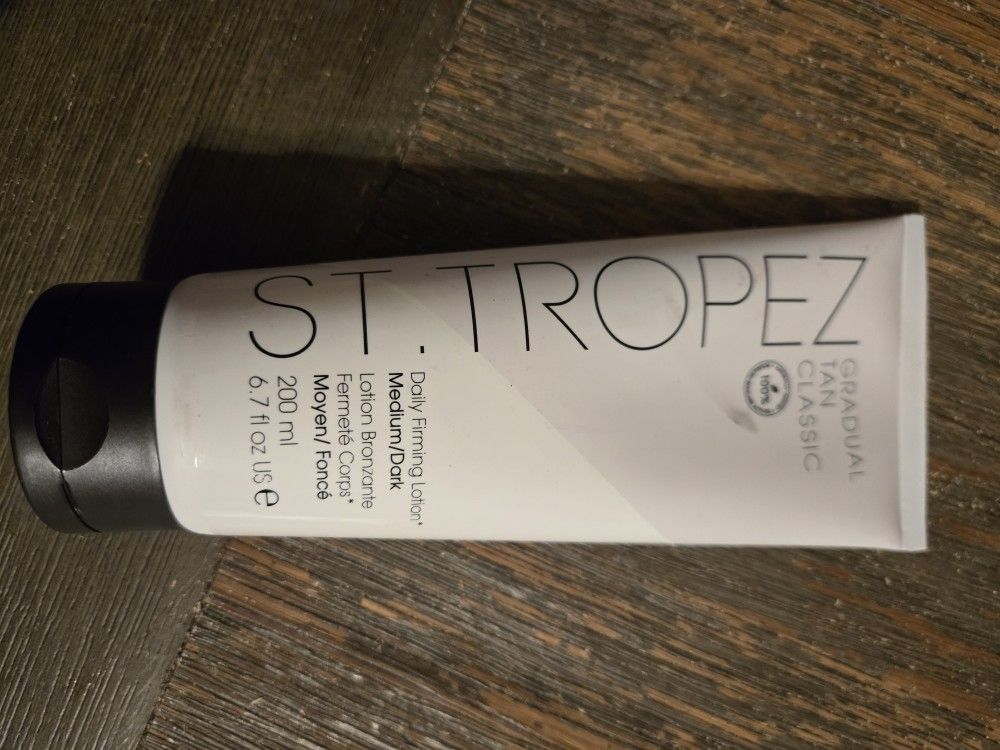 GRADUAL
TAN
CLASSIC
100%
ST.TROPEZ
Daily Firming Lotion*
Medium/Dark
Lotion Bronzante
Fermeté Corps*
Moyen/ Foncé
200 ml
6.7 fl oz US ℮